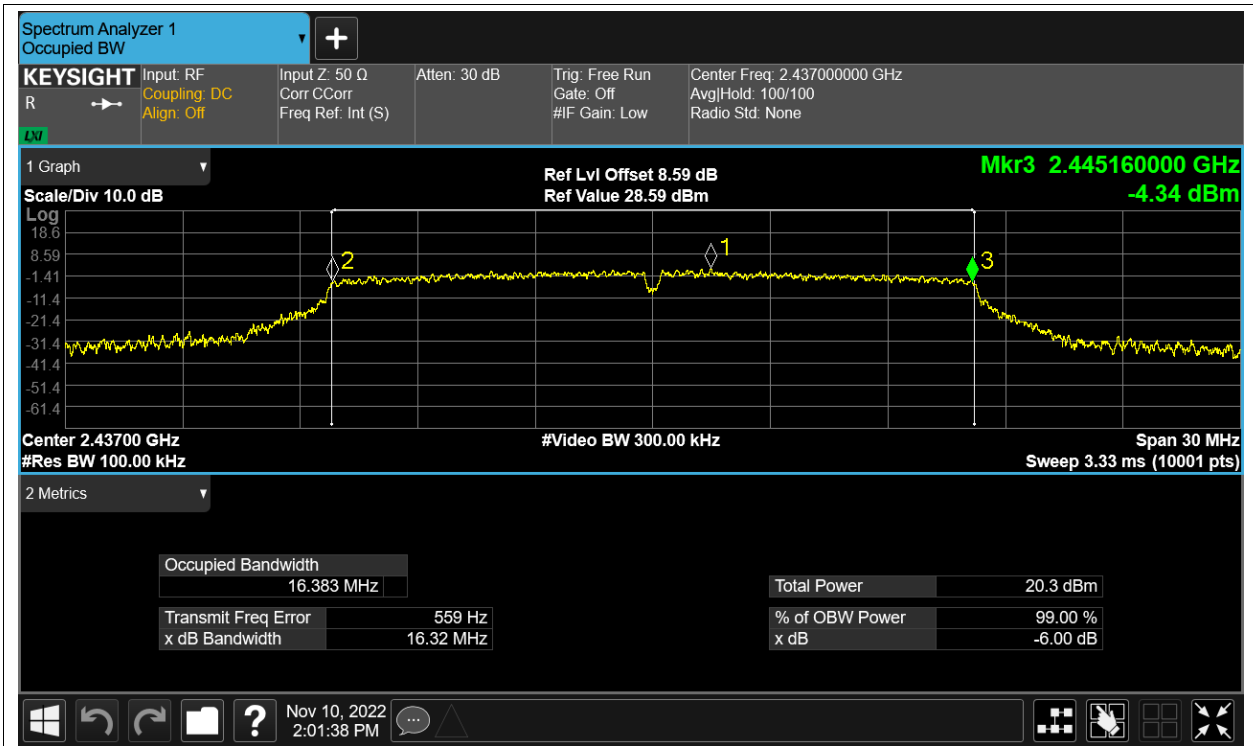 Spectrum Analyzer 1
Occupied BW
KEYSIGHT
R
LXI
Input: RF
Coupling: DC
Align: Off
Input Z: 50 Ω
Corr CCorr
Freq Ref: Int (S)
Atten: 30 dB
Trig: Free Run
Gate: Off
#IF Gain: Low
Center Freq: 2.437000000 GHz
Avg|Hold: 100/100
Radio Std: None
1 Graph
Scale/Div 10.0 dB
Ref Lvl Offset 8.59 dB
Ref Value 28.59 dBm
Mkr3 2.445160000 GHz
-4.34 dBm
Log
18.6
8.59
-1.41
-11.4
-21.4
-31.4
-41.4
-51.4
-61.4
2
1
3
Center 2.43700 GHz
#Video BW 300.00 kHz
Span 30 MHz
#Res BW 100.00 kHz
Sweep 3.33 ms (10001 pts)
2 Metrics
Occupied Bandwidth
16.383 MHz
Total Power 20.3 dBm
Transmit Freq Error 559 Hz
% of OBW Power 99.00 %
x dB Bandwidth 16.32 MHz
x dB -6.00 dB
?
Nov 10, 2022
2:01:38 PM